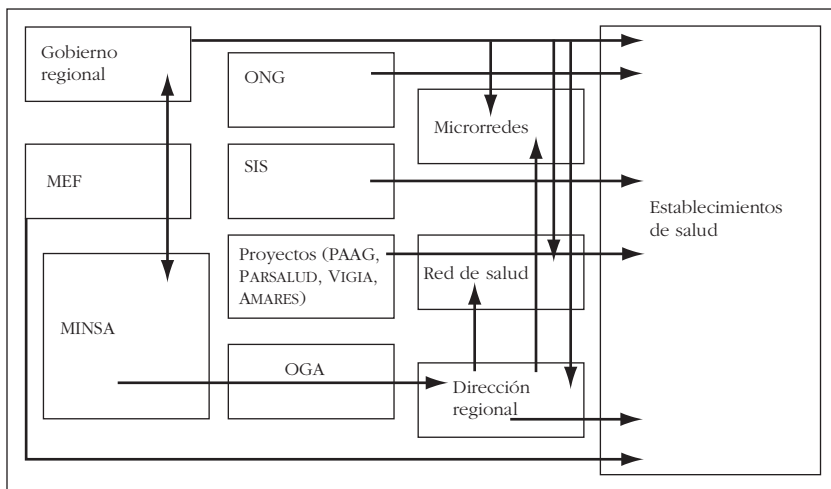 Gobierno
regional
ONG
Microrredes
MEF
SIS
Establecimientos
de salud
Proyectos (PAAG,
PARSALUD, VIGIA,
AMARES)
Red de salud
MINSA
OGA
Dirección
regional